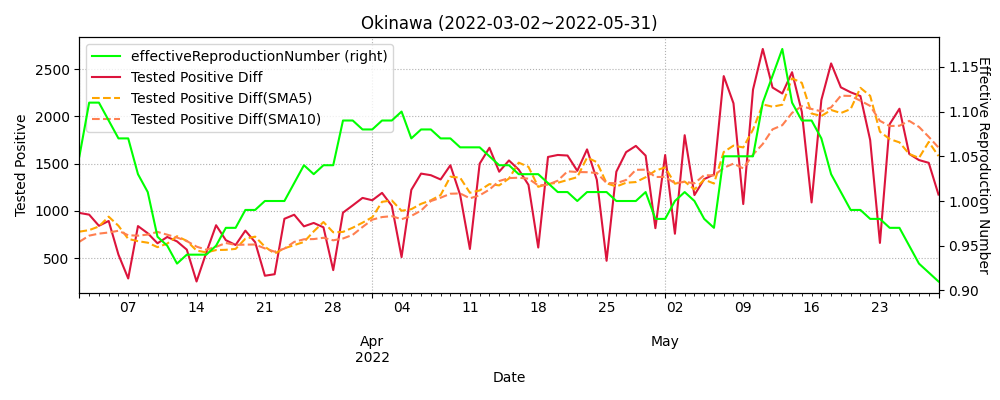 Okinawa (2022-03-02~2022-05-31)
effectiveReproductionNumber (right)
Tested Positive Diff
Tested Positive Diff(SMA5)
Tested Positive Diff(SMA10)
Tested Positive
2500
2000
1500
1000
500
Effective Reproduction Number
1.15
1.10
1.05
1.00
0.95
0.90
07 14 21 28 04 11 18 25 02 09 16 23
Apr May
2022
Date